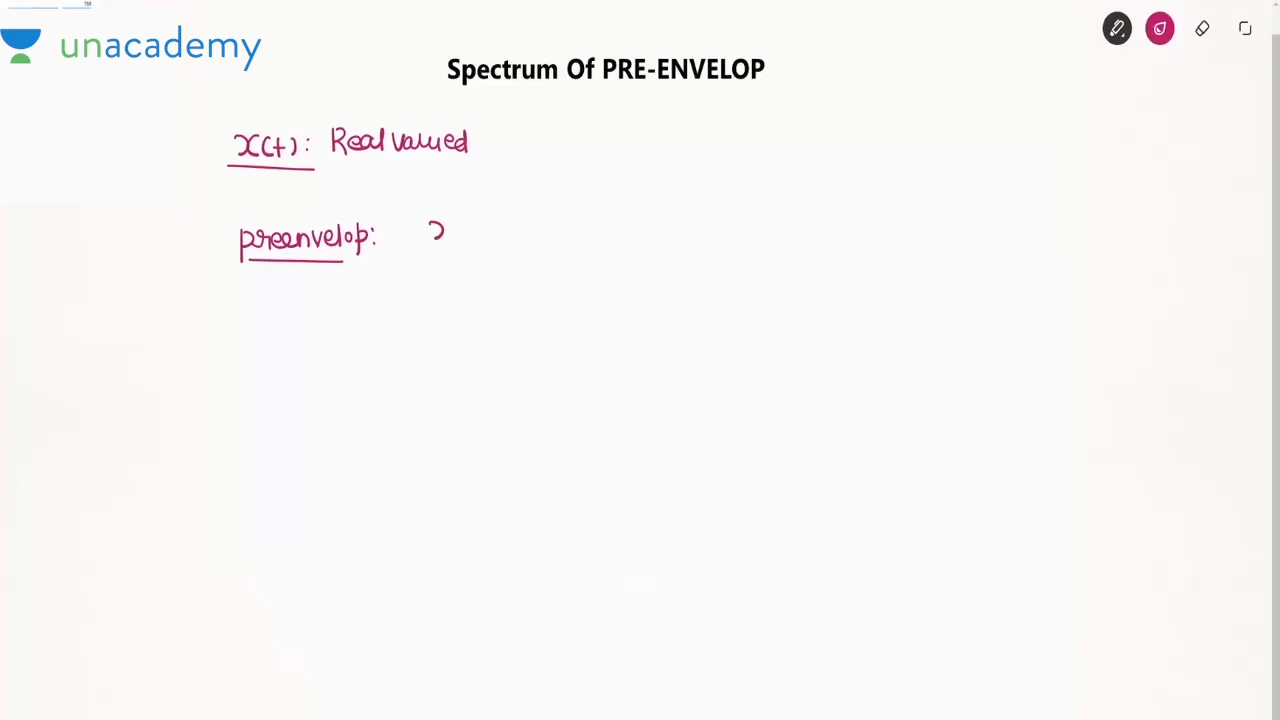 unacademy
Spectrum Of PRE-ENVELOP
x(t): Real valued
preenvelop: